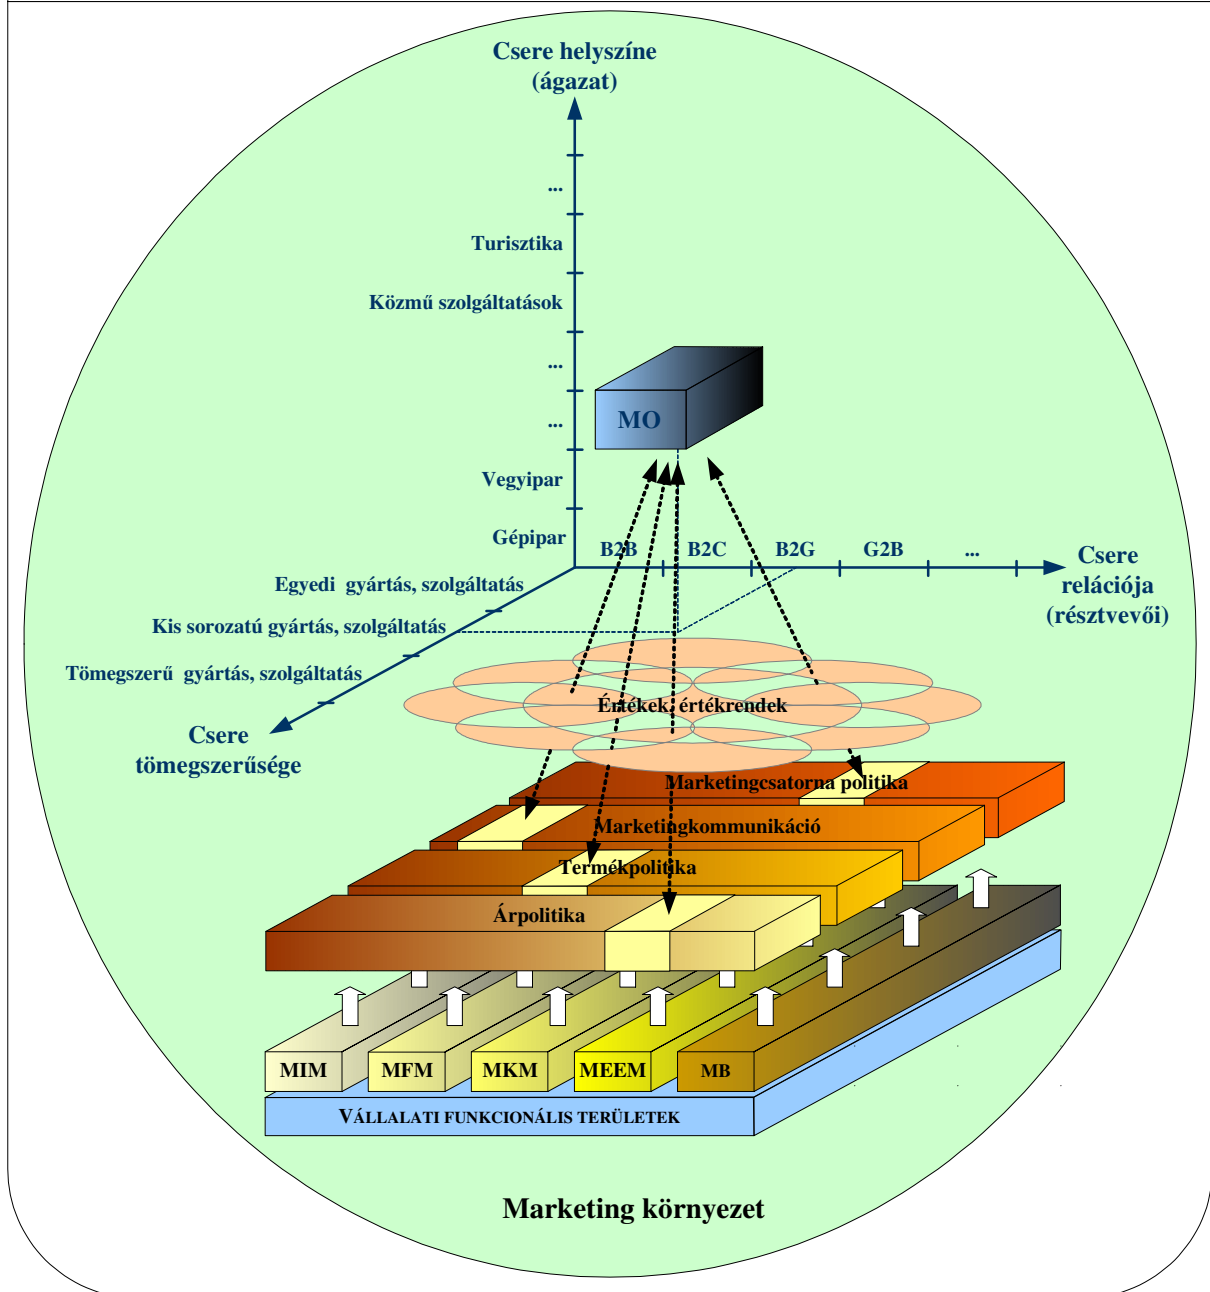 Csere helyszíne
(ágazat)
...
Turisztika
Közmű szolgáltatások
...
...
MO
Vegyipar
Gépipar
B2B
B2C
B2G
G2B
...
Csere
relációja
(résztvevői)
Egyedi gyártás, szolgáltatás
Kis sorozatú gyártás, szolgáltatás
Tömegszerű gyártás, szolgáltatás
Csere
tömegszerűsége
Értékek, értékrendek
Marketingcsatorna politika
Marketingkommunikáció
Termékpolitika
Árpolitika
MIM
MFM
MKM
MEEM
MB
VÁLLALATI FUNKCIONÁLIS TERÜLETEK
Marketing környezet